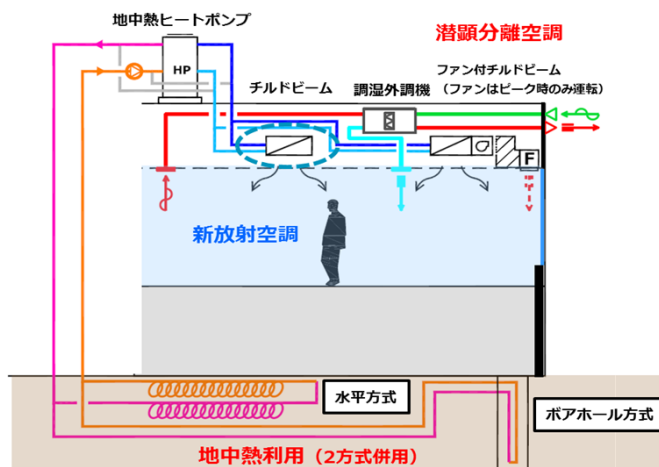 地中熱ヒートポンプ
潜顕分離空調
HP
チルドビーム
調湿外調機
ファン付チルドビーム
（ファンはピーク時のみ運転）
F
新放射空調
水平方式
ボアホール方式
地中熱利用（2方式併用）